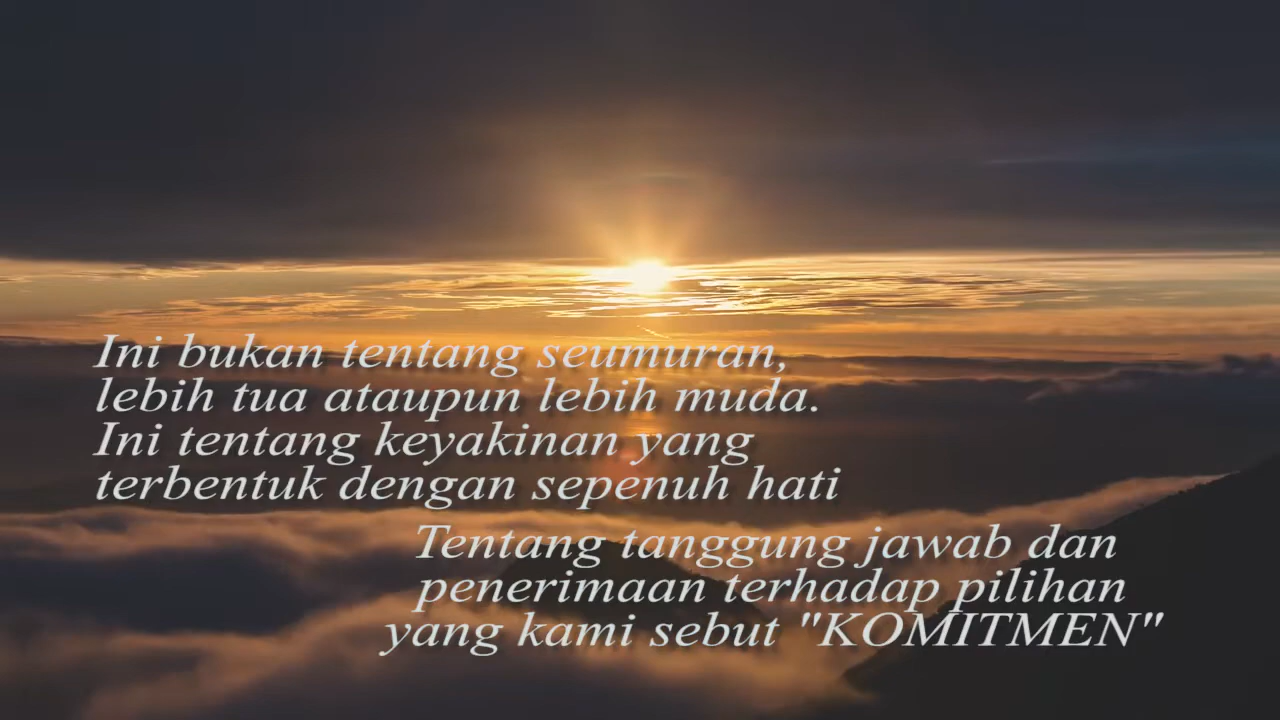 Ini bukan tentang seumuran,
lebih tua ataupun lebih muda.
Ini tentang keyakinan yang
terbentuk dengan sepenuh hati
Tentang tanggung jawab dan
penerimaan terhadap pilihan
yang kami sebut "KOMITMEN"